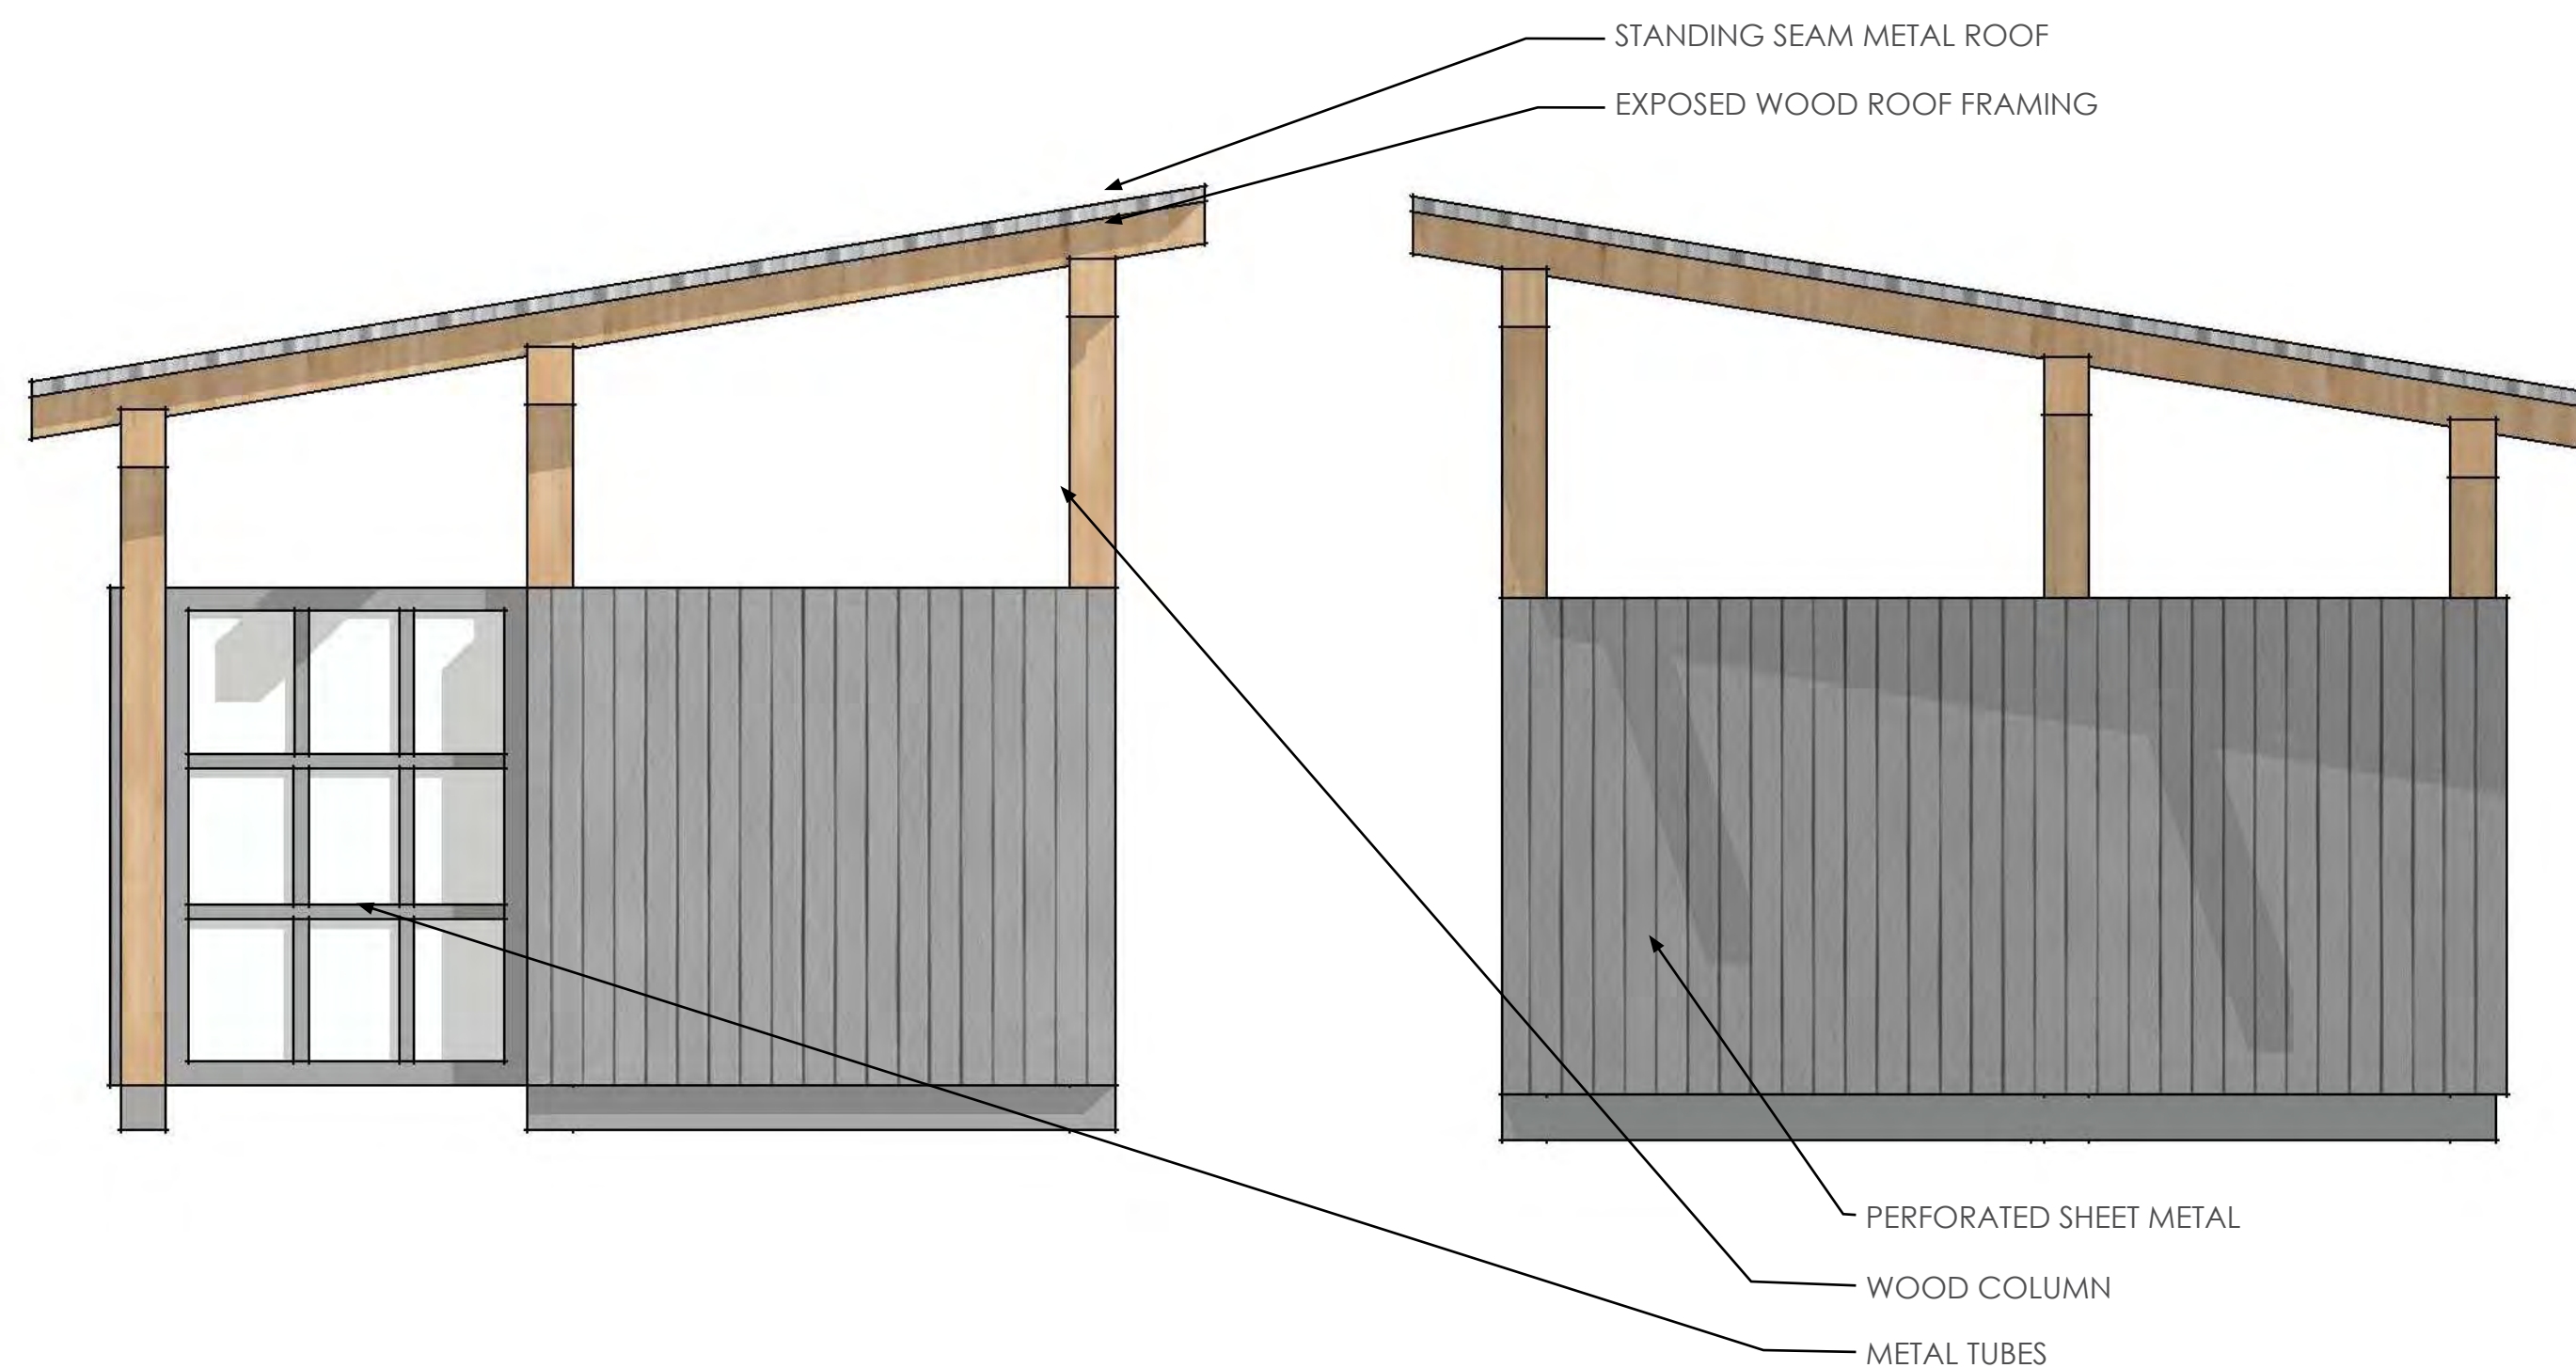 STANDING SEAM METAL ROOF
EXPOSED WOOD ROOF FRAMING
PERFORATED SHEET METAL
WOOD COLUMN
METAL TUBES